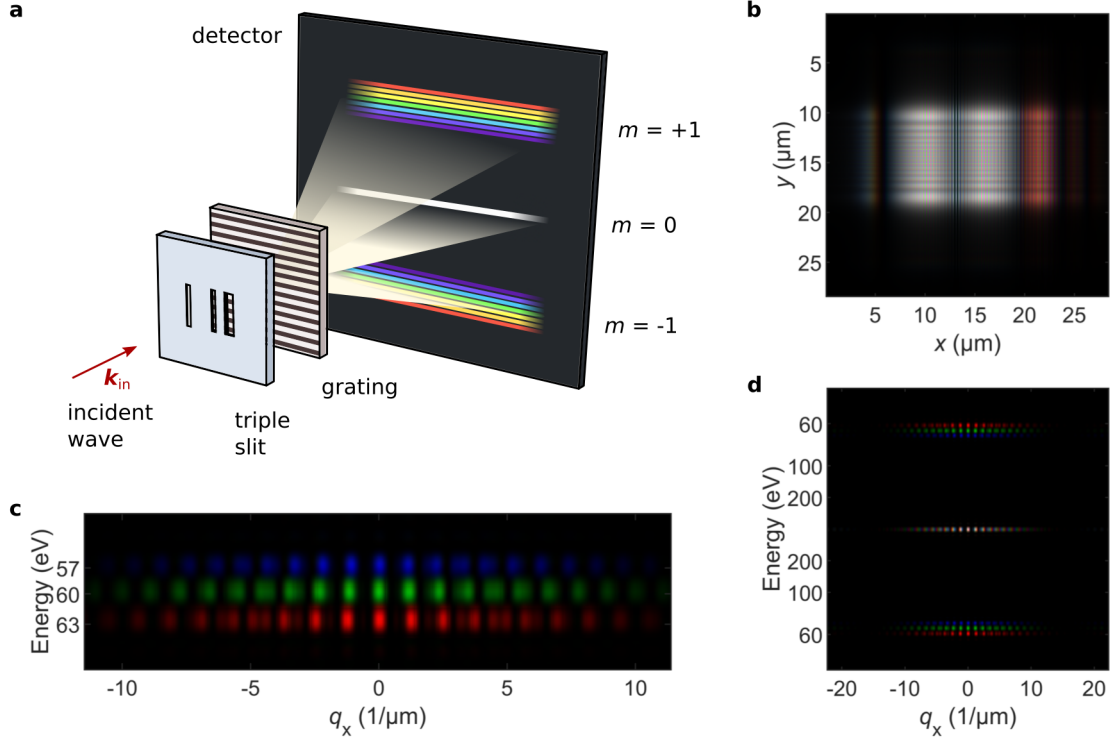 a
detector
m = +1
m = 0
m = -1
k_in
incident
wave
triple
slit
grating
b
y (µm)
5
10
15
20
25
5 10 15 20 25
x (µm)
c
Energy (eV)
57
60
63
-10 -5 0 5 10
q_x (1/µm)
d
Energy (eV)
60
100
200
200
100
60
-20 -10 0 10 20
q_x (1/µm)